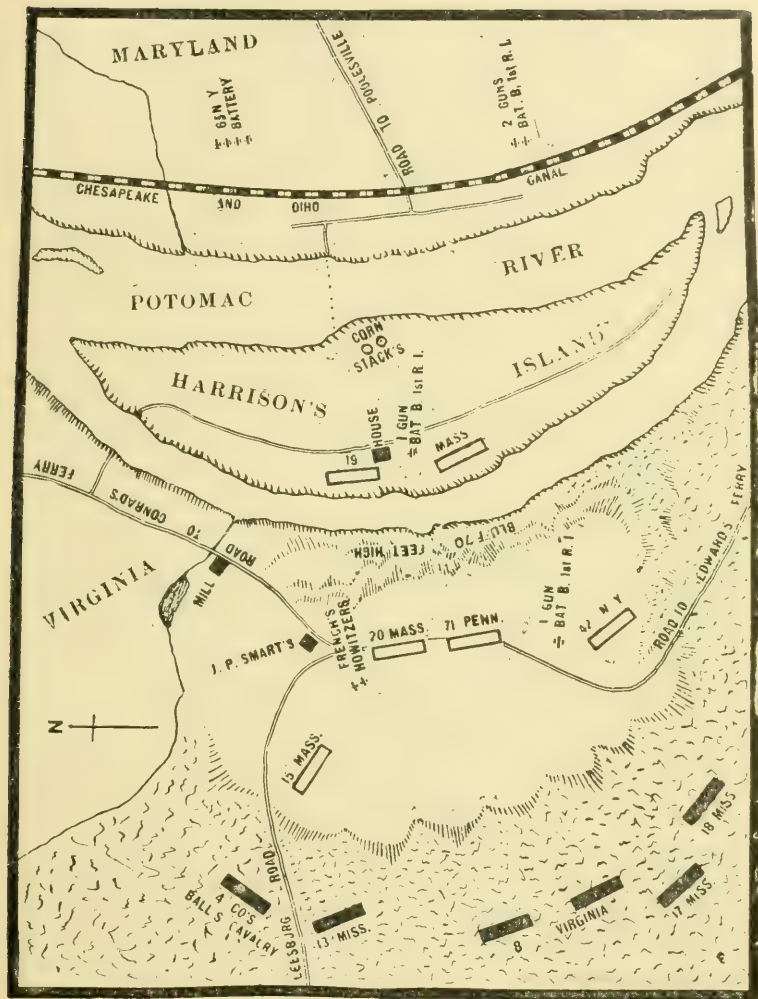 MARYLAND
6th N Y
BATTERY
ROAD TO POOLESVILLE
2 GUNS
BAT. B. 1st R. I.
CHESAPEAKE
AND
OHIO
CANAL
POTOMAC
RIVER
HARRISON'S
ISLAND
CORN
STACK'S
HOUSE
1 GUN
BAT B. 1st R. I.
19
MASS
ROAD
TO
CONRAD'S
FERRY
VIRGINIA
MILL
BLUFF 70
FEET HIGH
J. P. SMART'S
FRENCH'S
HOWITZERS
20 MASS.
71 PENN.
1 GUN
BAT B. 1st R. I.
42 N Y
ROAD TO EDWARDS FERRY
N
15 MASS.
4 CO'S
BALL'S CAVALRY
LEESBURG ROAD
13 MISS.
8
VIRGINIA
17 MISS.
18 MISS